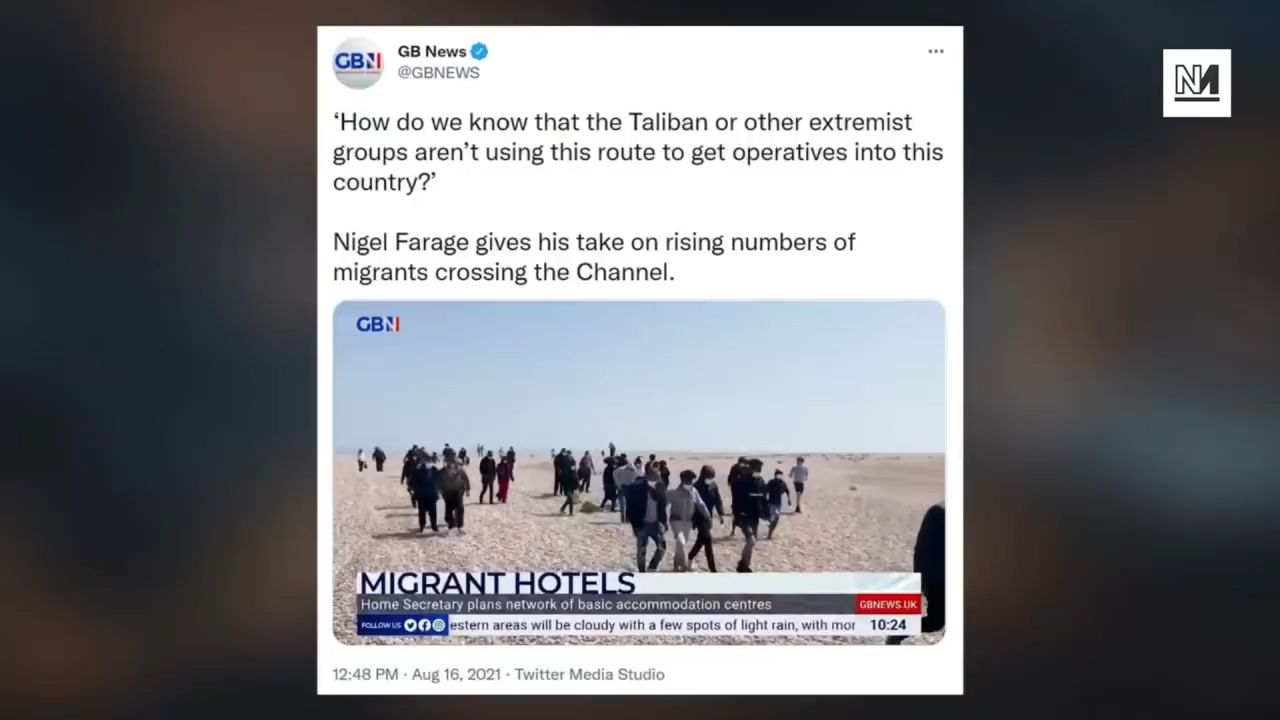 GBN
GB News
@GBNEWS
NM
‘How do we know that the Taliban or other extremist
groups aren’t using this route to get operatives into this
country?’
Nigel Farage gives his take on rising numbers of
migrants crossing the Channel.
GBN
MIGRANT HOTELS
Home Secretary plans network of basic accommodation centres
GBNEWS.UK
FOLLOW US
estern areas will be cloudy with a few spots of light rain, with mor
10:24
12:48 PM · Aug 16, 2021 · Twitter Media Studio